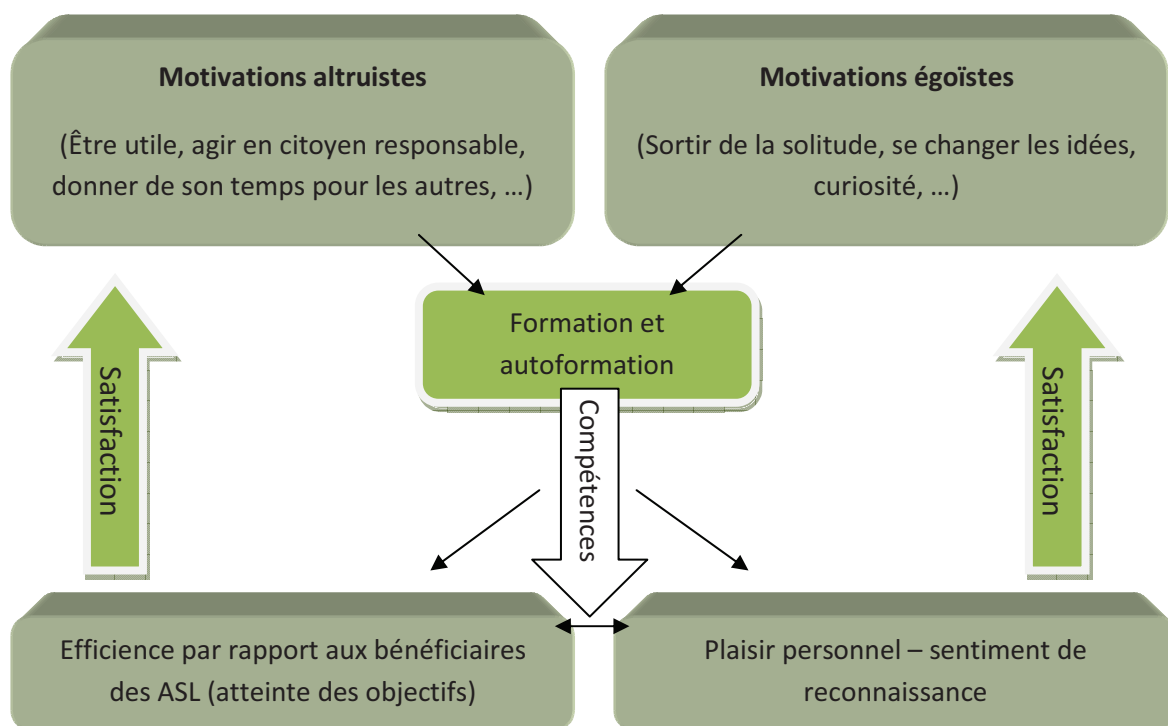 Motivations altruistes
(Être utile, agir en citoyen responsable,
donner de son temps pour les autres, …)
Motivations égoïstes
(Sortir de la solitude, se changer les idées,
curiosité, …)
Formation et
autoformation
Satisfaction
Compétences
Satisfaction
Efficience par rapport aux bénéficiaires
des ASL (atteinte des objectifs)
Plaisir personnel – sentiment de
reconnaissance